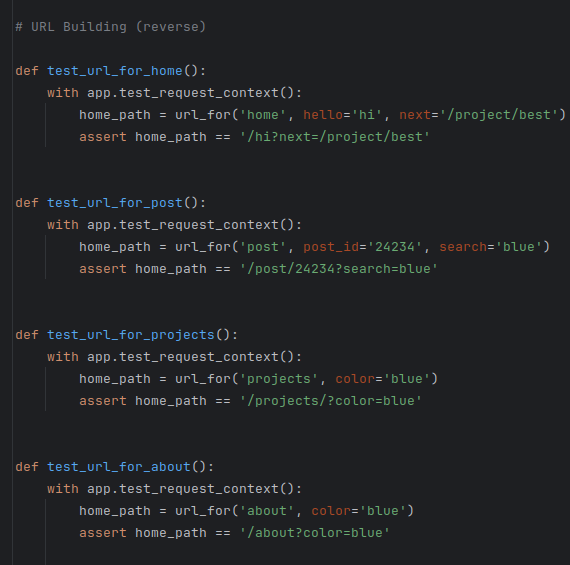 # URL Building (reverse)
def test_url_for_home():
    with app.test_request_context():
        home_path = url_for('home', hello='hi', next='/project/best')
        assert home_path == '/hi?next=/project/best'
def test_url_for_post():
    with app.test_request_context():
        home_path = url_for('post', post_id='24234', search='blue')
        assert home_path == '/post/24234?search=blue'
def test_url_for_projects():
    with app.test_request_context():
        home_path = url_for('projects', color='blue')
        assert home_path == '/projects/?color=blue'
def test_url_for_about():
    with app.test_request_context():
        home_path = url_for('about', color='blue')
        assert home_path == '/about?color=blue'